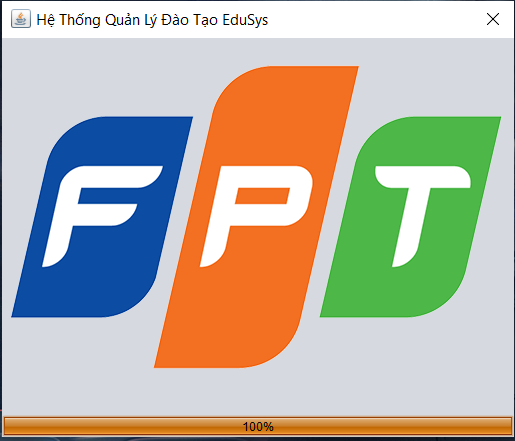 Hệ Thống Quản Lý Đào Tạo EduSys
FPT
100%